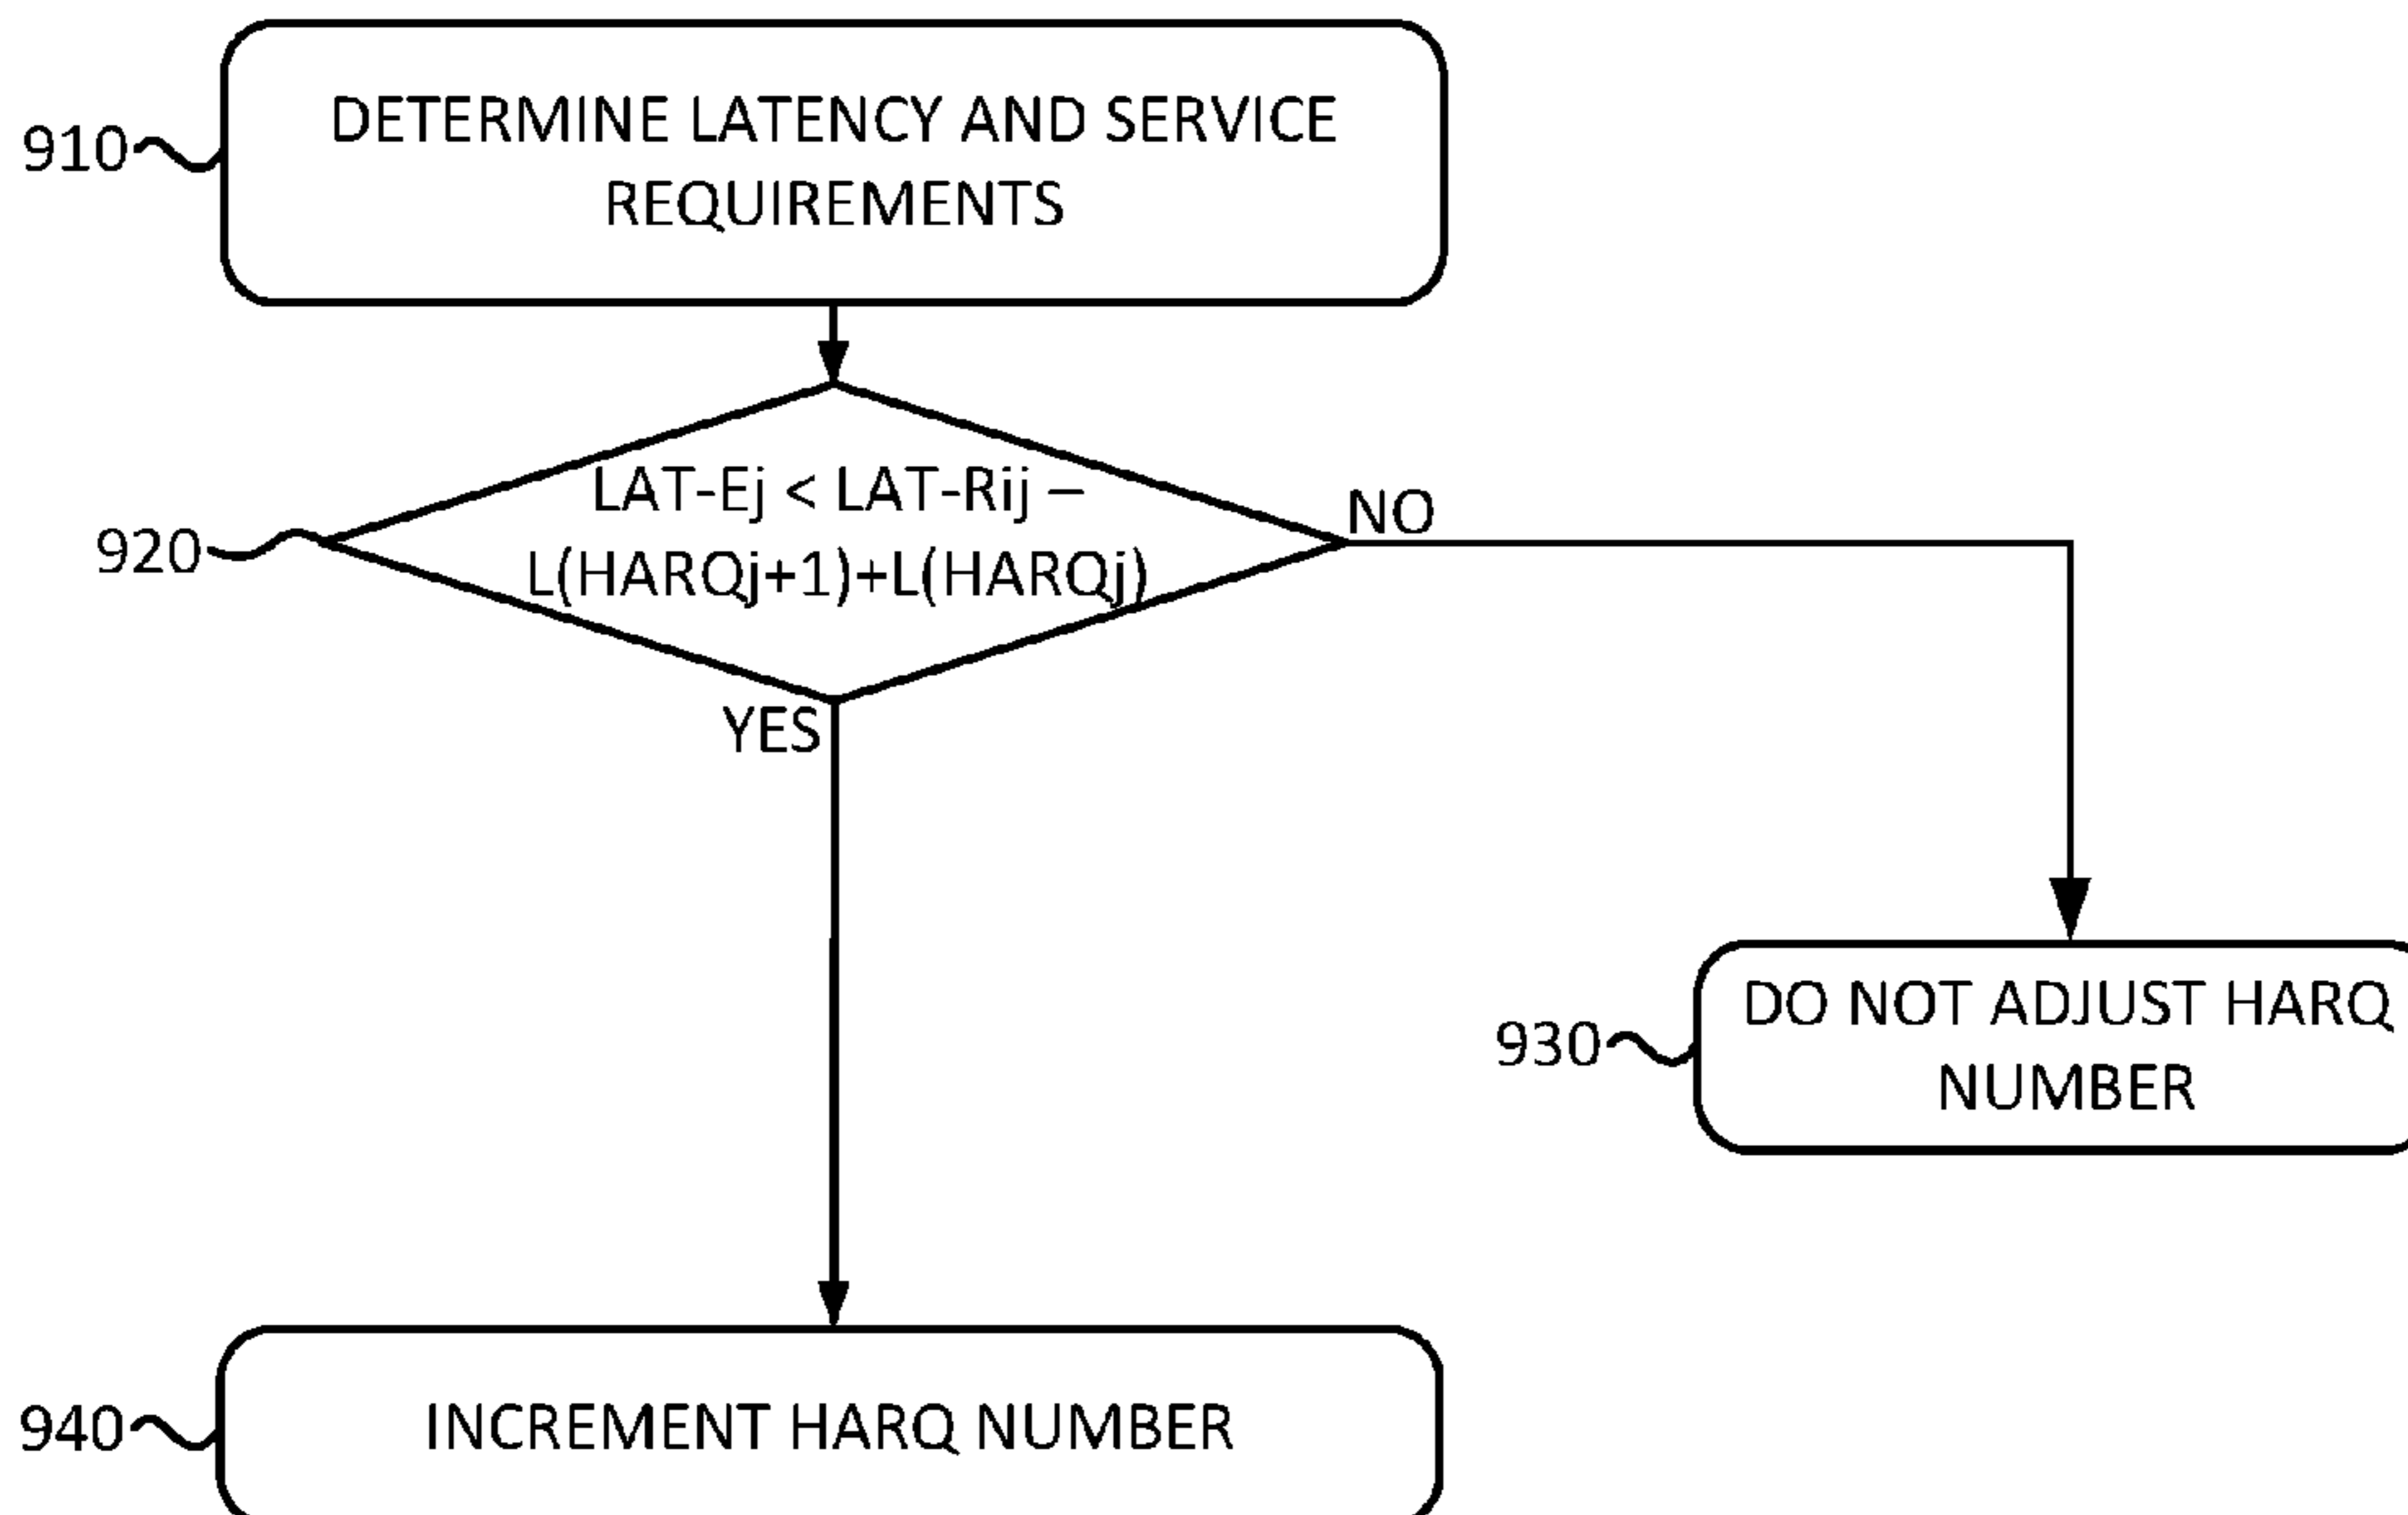 910
DETERMINE LATENCY AND SERVICE
REQUIREMENTS
920
LAT-Ej < LAT-Rij –
L(HARQj+1)+L(HARQj)
NO
YES
930
DO NOT ADJUST HARQ
NUMBER
940
INCREMENT HARQ NUMBER